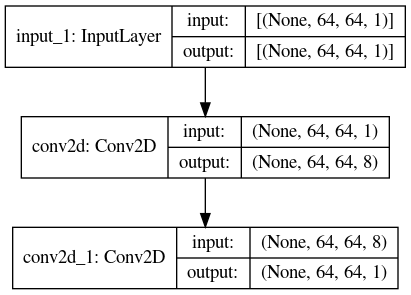 input_1: InputLayer
input: [(None, 64, 64, 1)]
output: [(None, 64, 64, 1)]
conv2d: Conv2D
input: (None, 64, 64, 1)
output: (None, 64, 64, 8)
conv2d_1: Conv2D
input: (None, 64, 64, 8)
output: (None, 64, 64, 1)